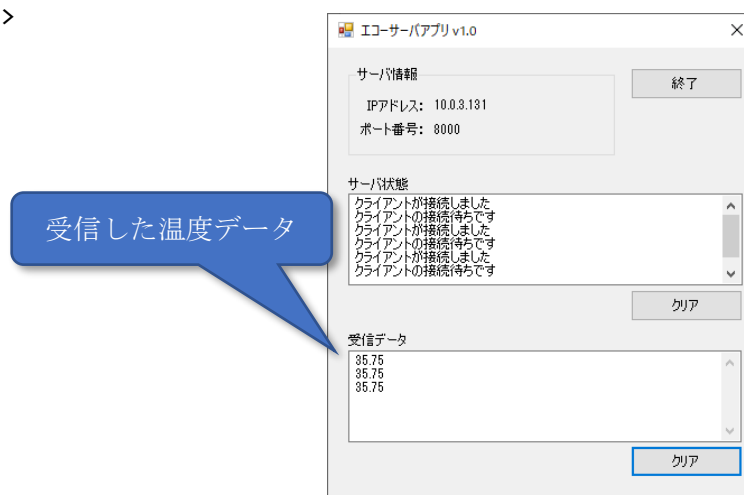 >
エコーサーバアプリ v1.0
サーバ情報
IPアドレス: 10.0.3.131
ポート番号: 8000
終了
サーバ状態
クライアントが接続しました
クライアントの接続待ちです
クライアントが接続しました
クライアントの接続待ちです
クライアントが接続しました
クライアントの接続待ちです
クリア
受信した温度データ
受信データ
35.75
35.75
35.75
クリア